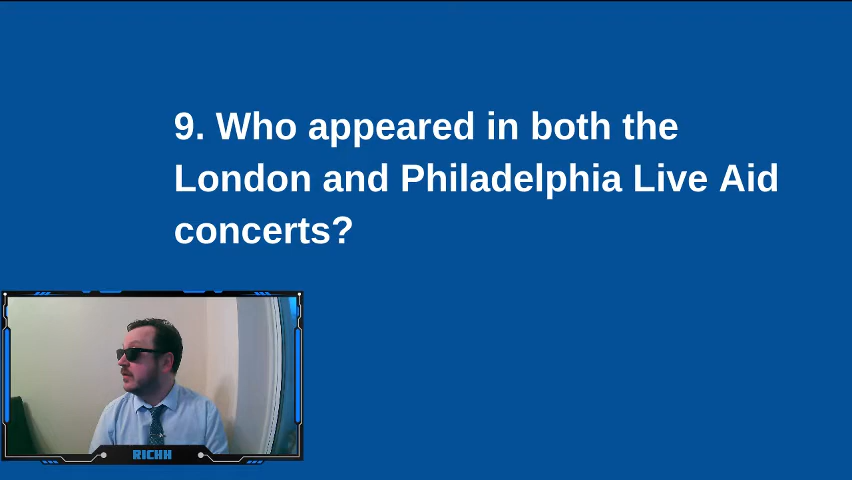 9. Who appeared in both the
London and Philadelphia Live Aid
concerts?
RICHH